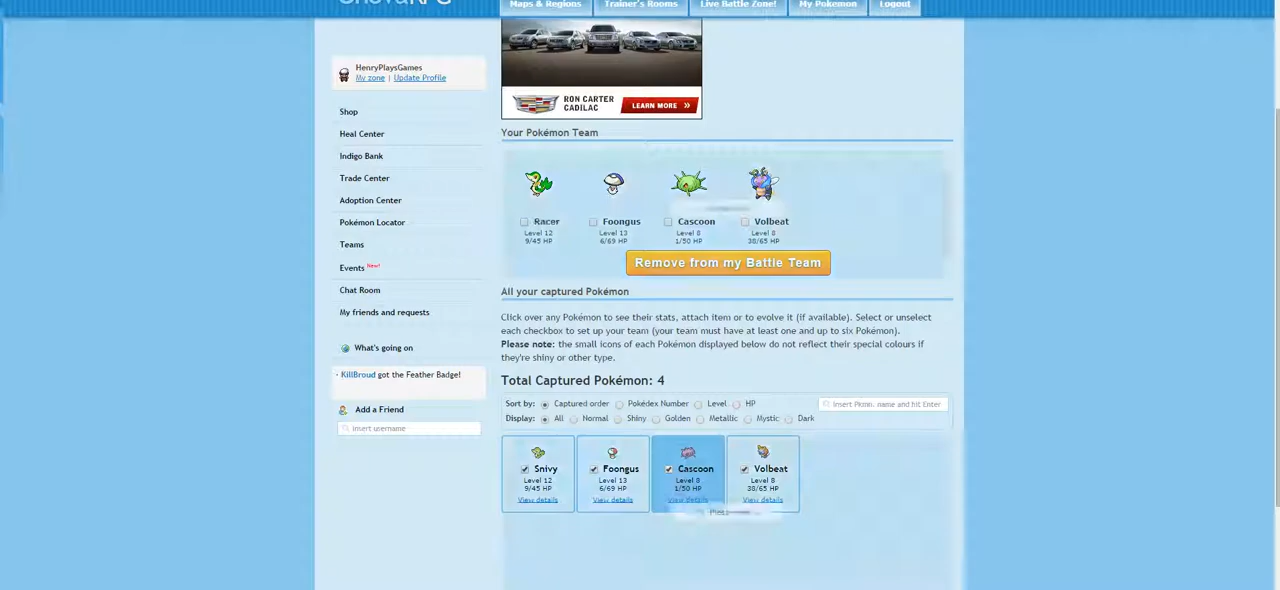 Maps & Regions Trainer's Rooms Live Battle Zone! My Pokémon Logout
HenryPlaysGames
My zone | Update Profile
Shop
Heal Center
Indigo Bank
Trade Center
Adoption Center
Pokémon Locator
Teams
Events New!
Chat Room
My friends and requests
What's going on
· KillBroud got the Feather Badge!
Add a Friend
Insert username
RON CARTER
CADILAC
LEARN MORE »
Your Pokémon Team
Racer Foongus Cascoon Volbeat
Level 12 Level 13 Level 8 Level 8
9/45 HP 6/69 HP 1/50 HP 38/65 HP
Remove from my Battle Team
All your captured Pokémon
Click over any Pokémon to see their stats, attach item or to evolve it (if available). Select or unselect
each checkbox to set up your team (your team must have at least one and up to six Pokémon).
Please note: the small icons of each Pokémon displayed below do not reflect their special colours if
they're shiny or other type.
Total Captured Pokémon: 4
Sort by: Captured order Pokédex Number Level HP Insert Pkmn. name and hit Enter
Display: All Normal Shiny Golden Metallic Mystic Dark
Snivy Foongus Cascoon Volbeat
Level 12 Level 13 Level 8 Level 8
9/45 HP 6/69 HP 1/50 HP 38/65 HP
View details View details View details View details